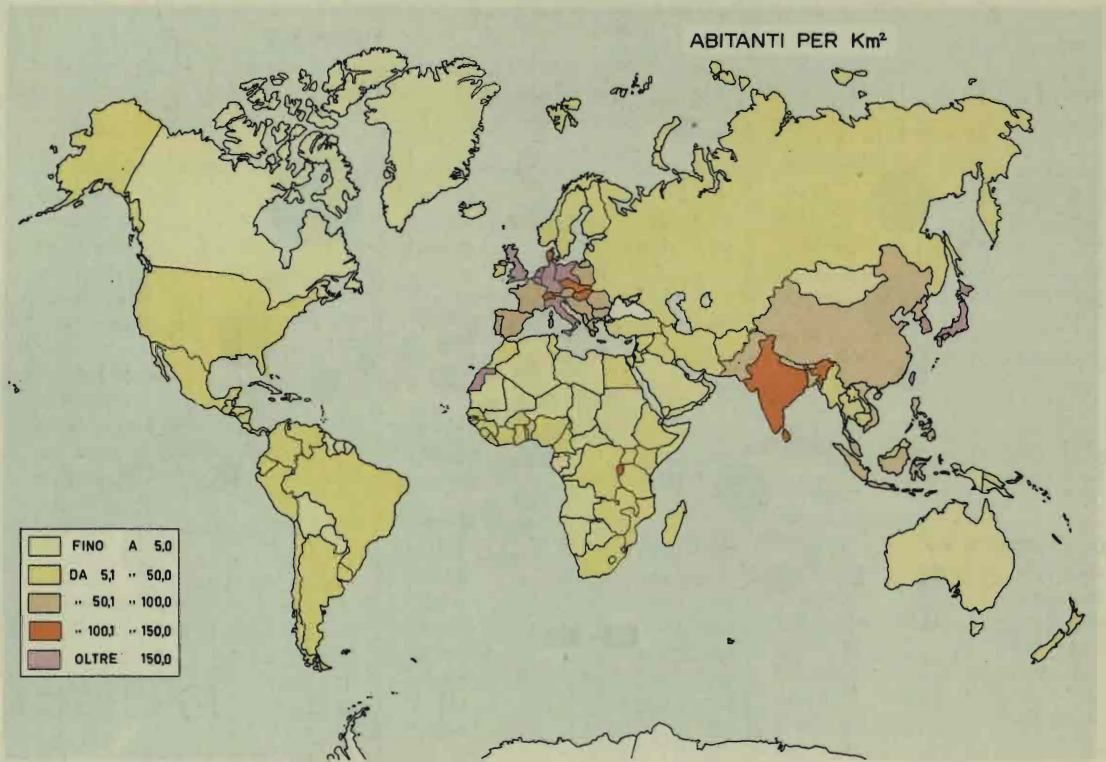 ABITANTI PER Km²
FINO A 5,0
DA 5,1 " 50,0
" 50,1 " 100,0
" 100,1 " 150,0
OLTRE 150,0